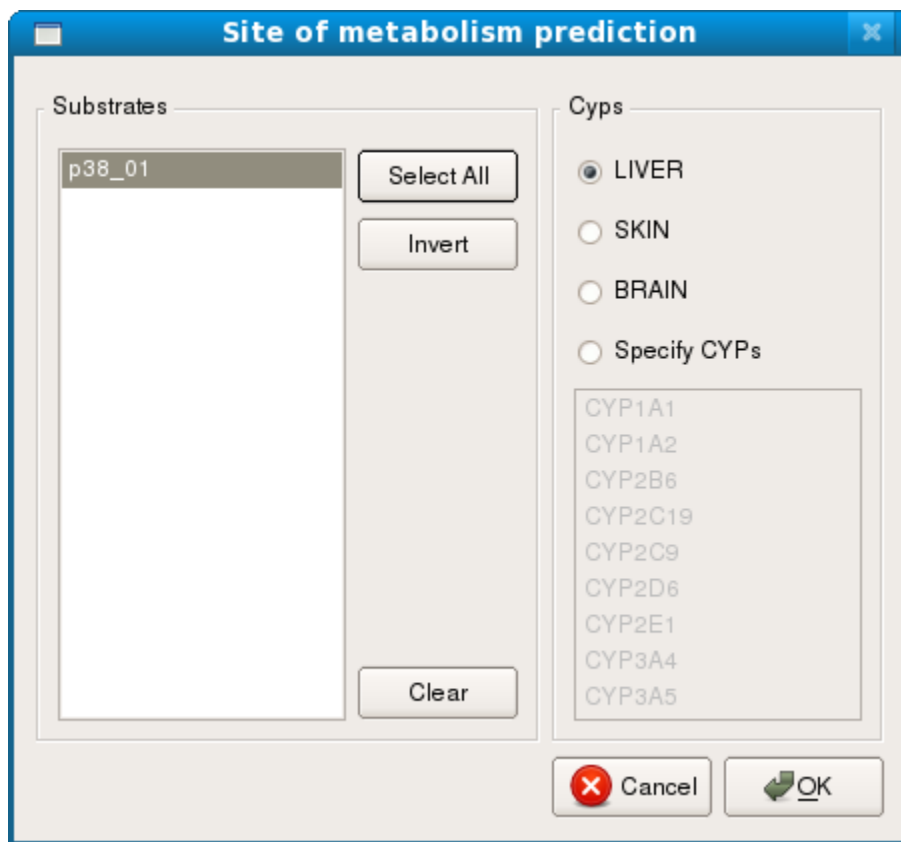 Site of metabolism prediction
Substrates
p38_01
Select All
Invert
Clear
Cyps
LIVER
SKIN
BRAIN
Specify CYPs
CYP1A1
CYP1A2
CYP2B6
CYP2C19
CYP2C9
CYP2D6
CYP2E1
CYP3A4
CYP3A5
Cancel
OK